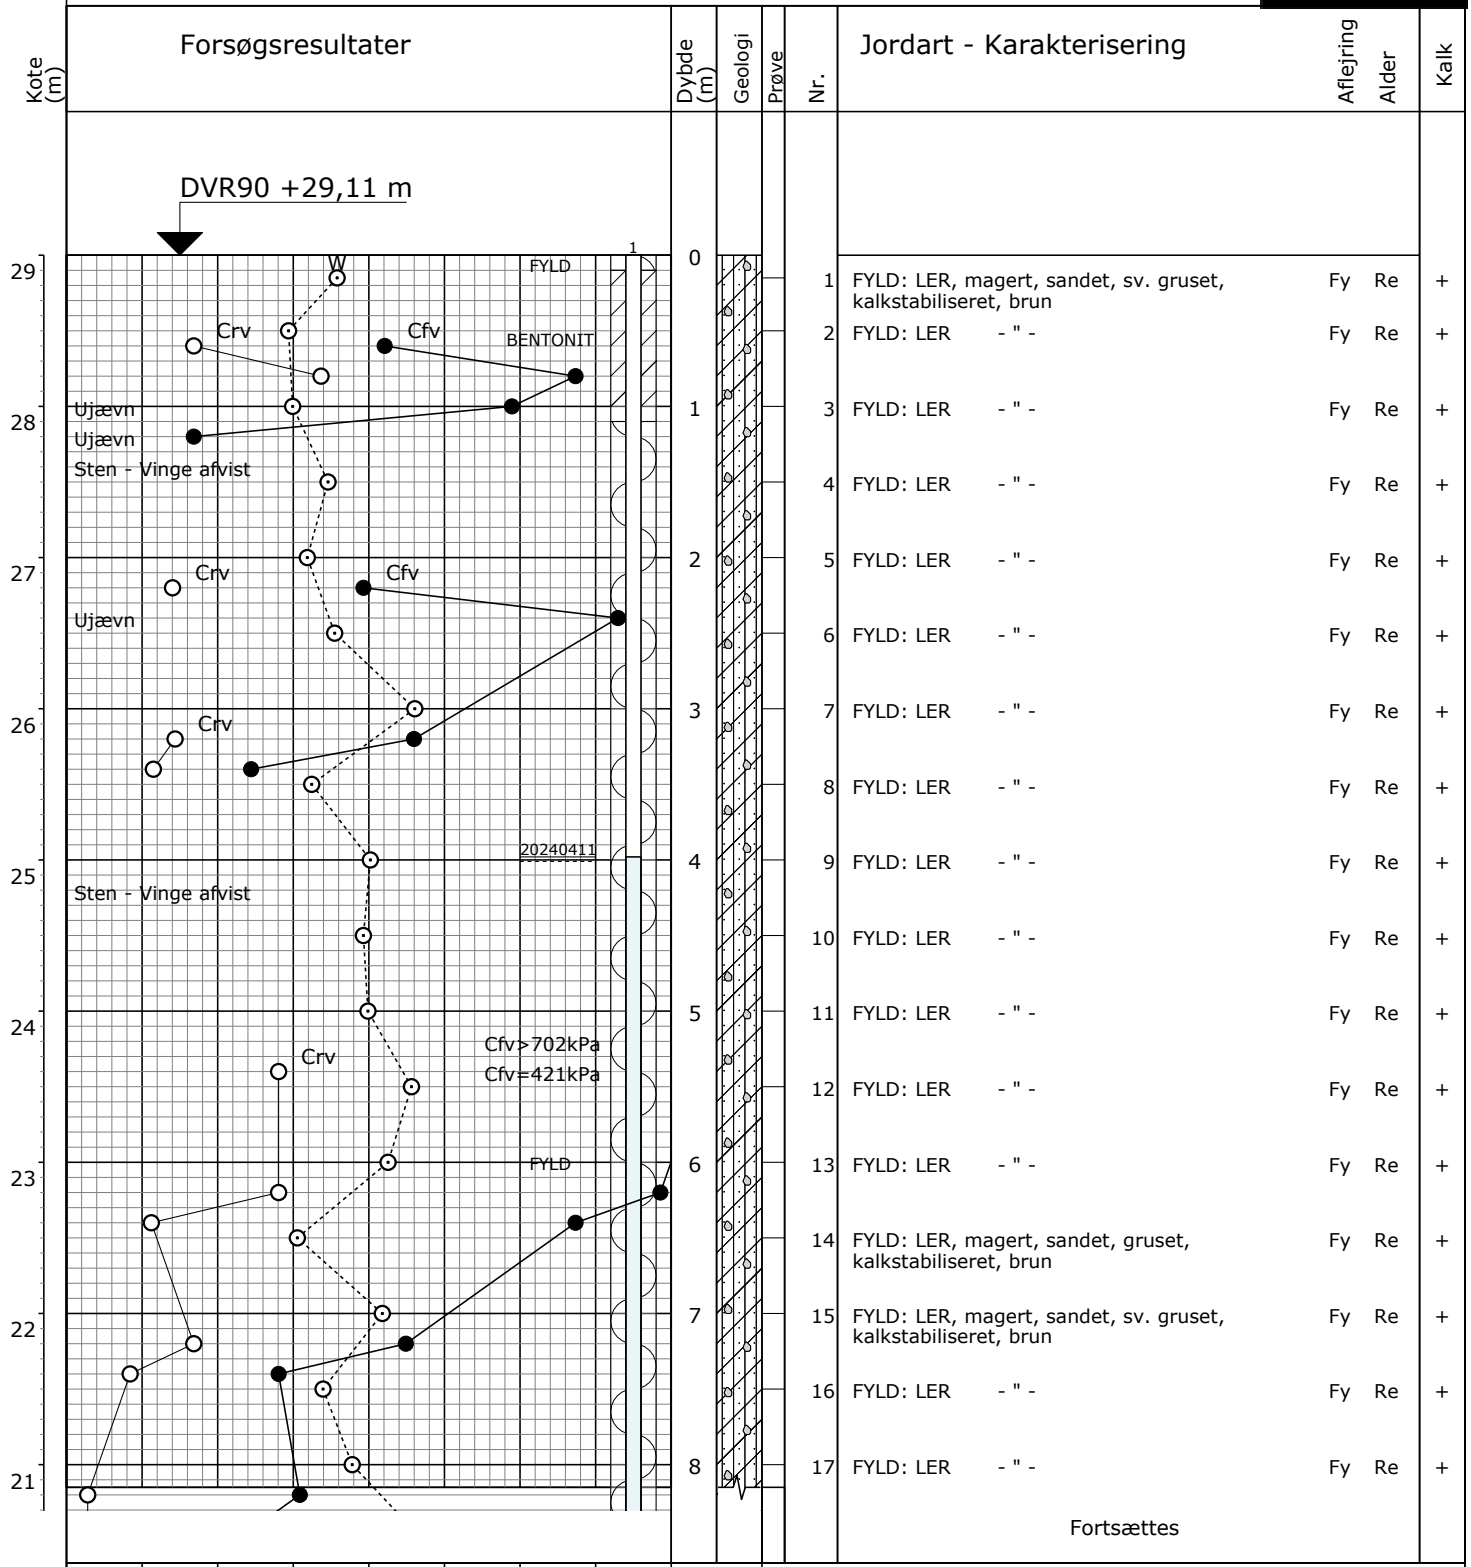 Kote (m)
Forsøgsresultater
Dybde (m)
Geologi
Prøve
Nr.
Jordart - Karakterisering
Aflejring
Alder
Kalk
DVR90 +29,11 m
1
W
FYLD
0
29
1 FYLD: LER, magert, sandet, sv. gruset, Fy Re +
kalkstabiliseret, brun
Crv Cfv
BENTONIT
2 FYLD: LER - " - Fy Re +
Ujævn 1
3 FYLD: LER - " - Fy Re +
28
Ujævn
Sten - Vinge afvist
4 FYLD: LER - " - Fy Re +
2
5 FYLD: LER - " - Fy Re +
27
Crv Cfv
Ujævn
6 FYLD: LER - " - Fy Re +
3
7 FYLD: LER - " - Fy Re +
26
Crv
8 FYLD: LER - " - Fy Re +
20240411
4
9 FYLD: LER - " - Fy Re +
25
Sten - Vinge afvist
10 FYLD: LER - " - Fy Re +
5
11 FYLD: LER - " - Fy Re +
24
Cfv>702kPa
Crv
Cfv=421kPa
12 FYLD: LER - " - Fy Re +
FYLD
6
13 FYLD: LER - " - Fy Re +
23
14 FYLD: LER, magert, sandet, gruset, Fy Re +
kalkstabiliseret, brun
7
15 FYLD: LER, magert, sandet, sv. gruset, Fy Re +
kalkstabiliseret, brun
22
16 FYLD: LER - " - Fy Re +
8
17 FYLD: LER - " - Fy Re +
21
Fortsættes